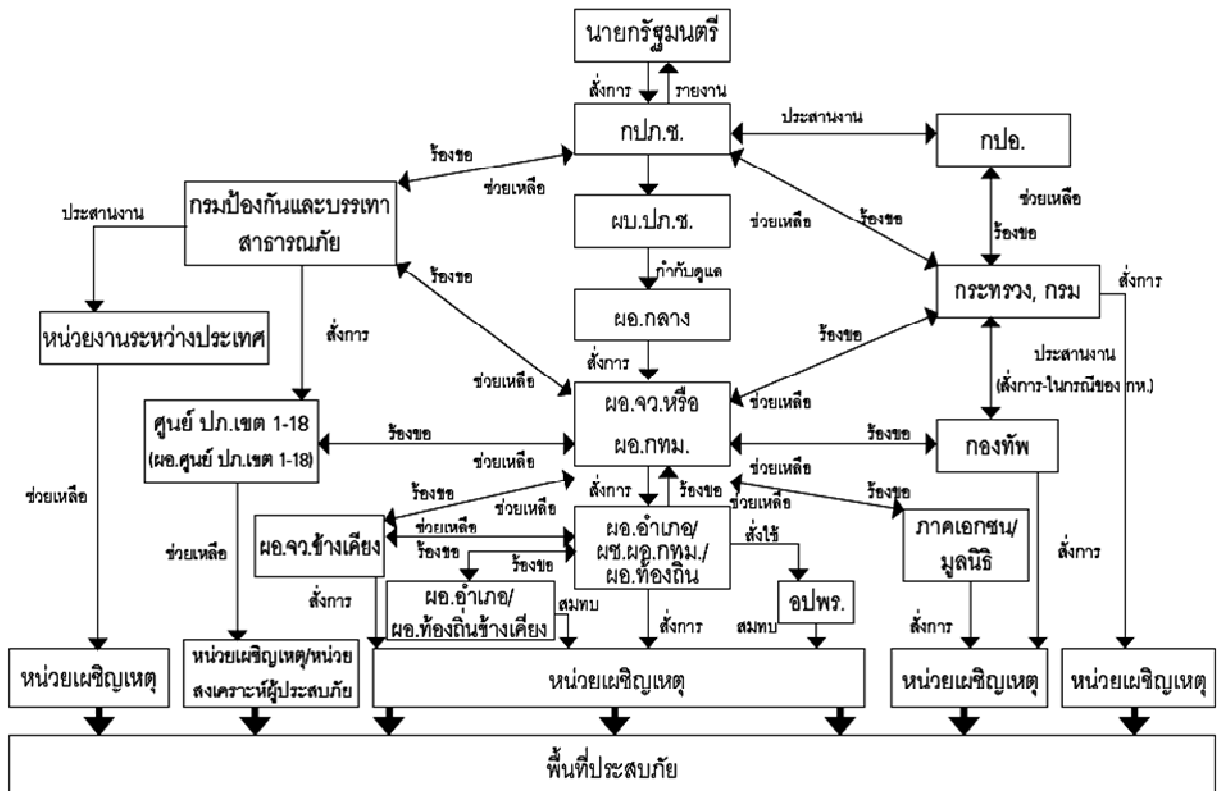 นายกรัฐมนตรี
สั่งการ
รายงาน
กปภ.ช.
ประสานงาน
กปอ.
ร้องขอ
ช่วยเหลือ
กรมป้องกันและบรรเทา
สาธารณภัย
ประสานงาน
ผบ.ปภ.ช.
ช่วยเหลือ
ร้องขอ
ช่วยเหลือ
ร้องขอ
ร้องขอ
กำกับดูแล
กระทรวง, กรม
สั่งการ
หน่วยงานระหว่างประเทศ
สั่งการ
ผอ.กลาง
ร้องขอ
สั่งการ
ช่วยเหลือ
ช่วยเหลือ
ประสานงาน
(สั่งการ-ในกรณีของ กห.)
ศูนย์ ปภ.เขต 1-18
(ผอ.ศูนย์ ปภ.เขต 1-18)
ผอ.จว.หรือ
ผอ.กทม.
ร้องขอ
ช่วยเหลือ
ร้องขอ
ช่วยเหลือ
กองทัพ
ช่วยเหลือ
ร้องขอ
ช่วยเหลือ
สั่งการ
ร้องขอ
ช่วยเหลือ
ร้องขอ
ผอ.จว.ข้างเคียง
ช่วยเหลือ
ร้องขอ
ร้องขอ
ผอ.อำเภอ/
ผช.ผอ.กทม./
ผอ.ท้องถิ่น
สั่งใช้
ภาคเอกชน/
มูลนิธิ
สั่งการ
ช่วยเหลือ
สั่งการ
ผอ.อำเภอ/
ผอ.ท้องถิ่นข้างเคียง
สมทบ
สั่งการ
อปพร.
สมทบ
สั่งการ
หน่วยเผชิญเหตุ
หน่วยเผชิญเหตุ/หน่วย
สงเคราะห์ผู้ประสบภัย
หน่วยเผชิญเหตุ
หน่วยเผชิญเหตุ
หน่วยเผชิญเหตุ
พื้นที่ประสบภัย